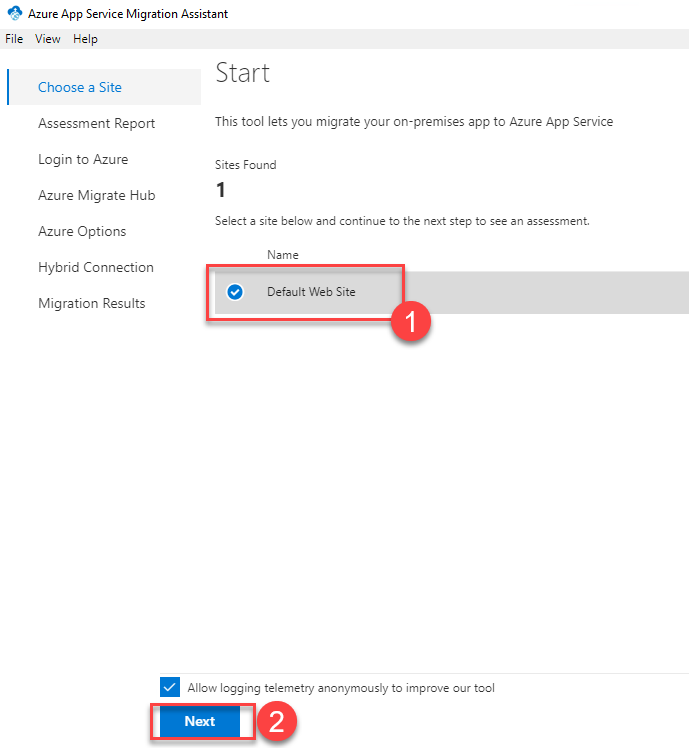 Azure App Service Migration Assistant
File View Help
Choose a Site
Assessment Report
Login to Azure
Azure Migrate Hub
Azure Options
Hybrid Connection
Migration Results
Start
This tool lets you migrate your on-premises app to Azure App Service
Sites Found
1
Select a site below and continue to the next step to see an assessment.
Name
Default Web Site
1
Allow logging telemetry anonymously to improve our tool
Next
2